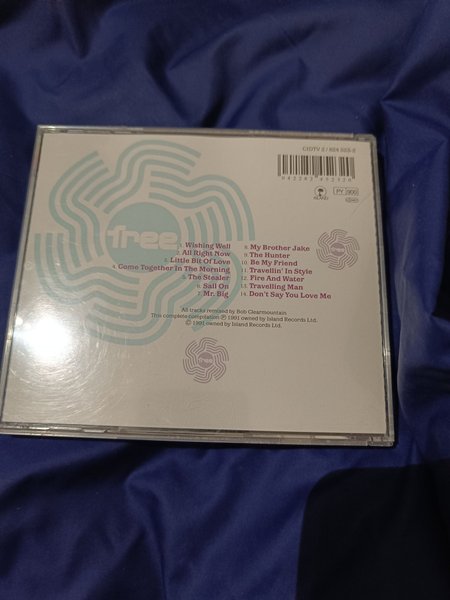 free
1. Wishing Well
2. All Right Now
3. Little Bit Of Love
4. Come Together In The Morning
5. The Stealer
6. Sail On
7. Mr. Big
8. My Brother Jake
9. The Hunter
10. Be My Friend
11. Travellin' In Style
12. Fire And Water
13. Travelling Man
14. Don't Say You Love Me
All tracks remixed by Bob Clearmountain
This complete compilation ℗ 1991 owned by Island Records Ltd.
© 1991 owned by Island Records Ltd.
PY 900
free